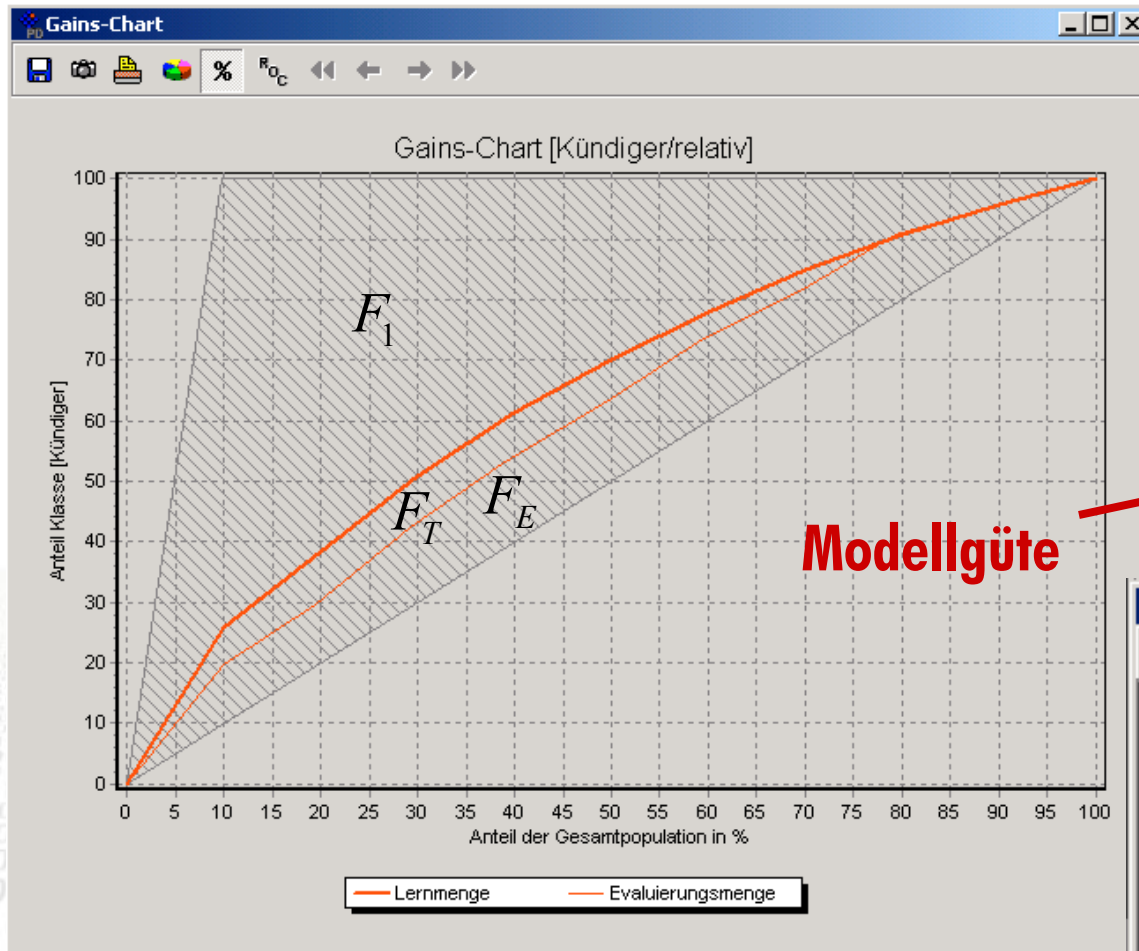 Gains-Chart
% ROC
Gains-Chart [Kündiger/relativ]
Anteil Klasse [Kündiger]
100
90
80
70
60
50
40
30
20
10
0
F1
FT
FE
Modellgüte
0 5 10 15 20 25 30 35 40 45 50 55 60 65 70 75 80 85 90 95 100
Anteil der Gesamtpopulation in %
Lernmenge Evaluierungsmenge